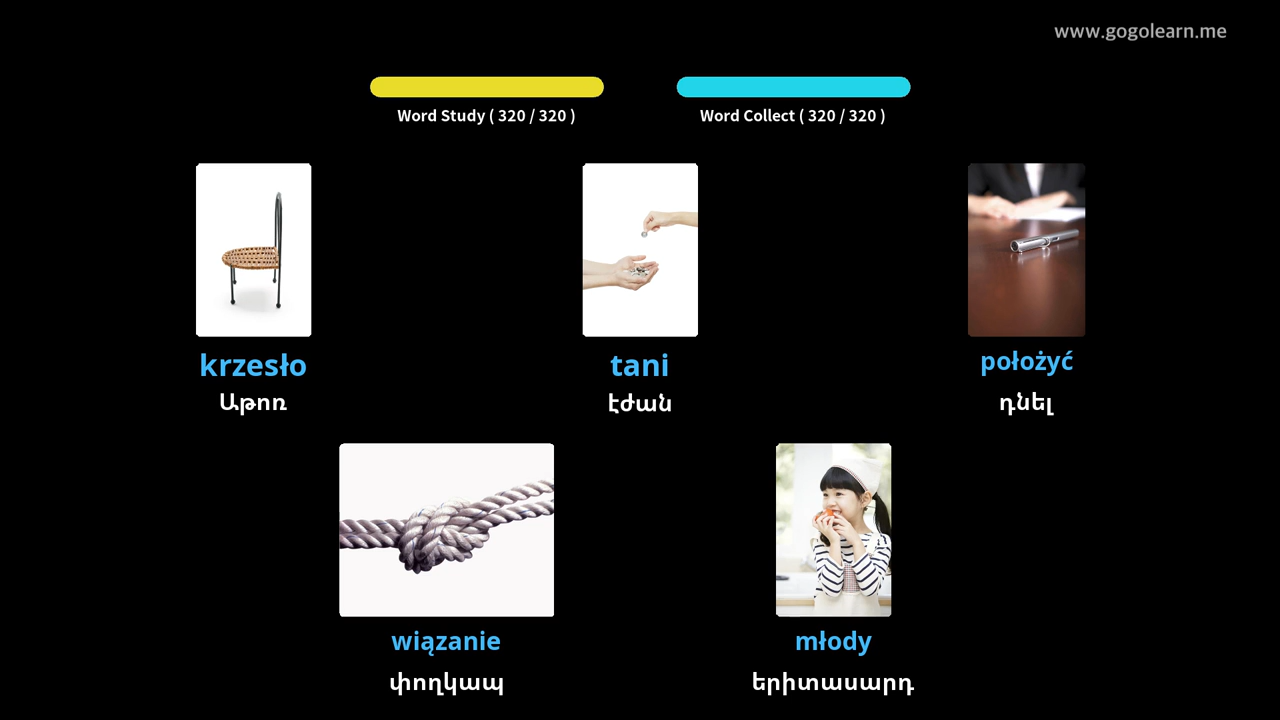 www.gogolearn.me
Word Study ( 320 / 320 )
Word Collect ( 320 / 320 )
krzesło
Աթոռ
tani
էժան
położyć
դնել
wiązanie
փողկապ
młody
երիտասարդ